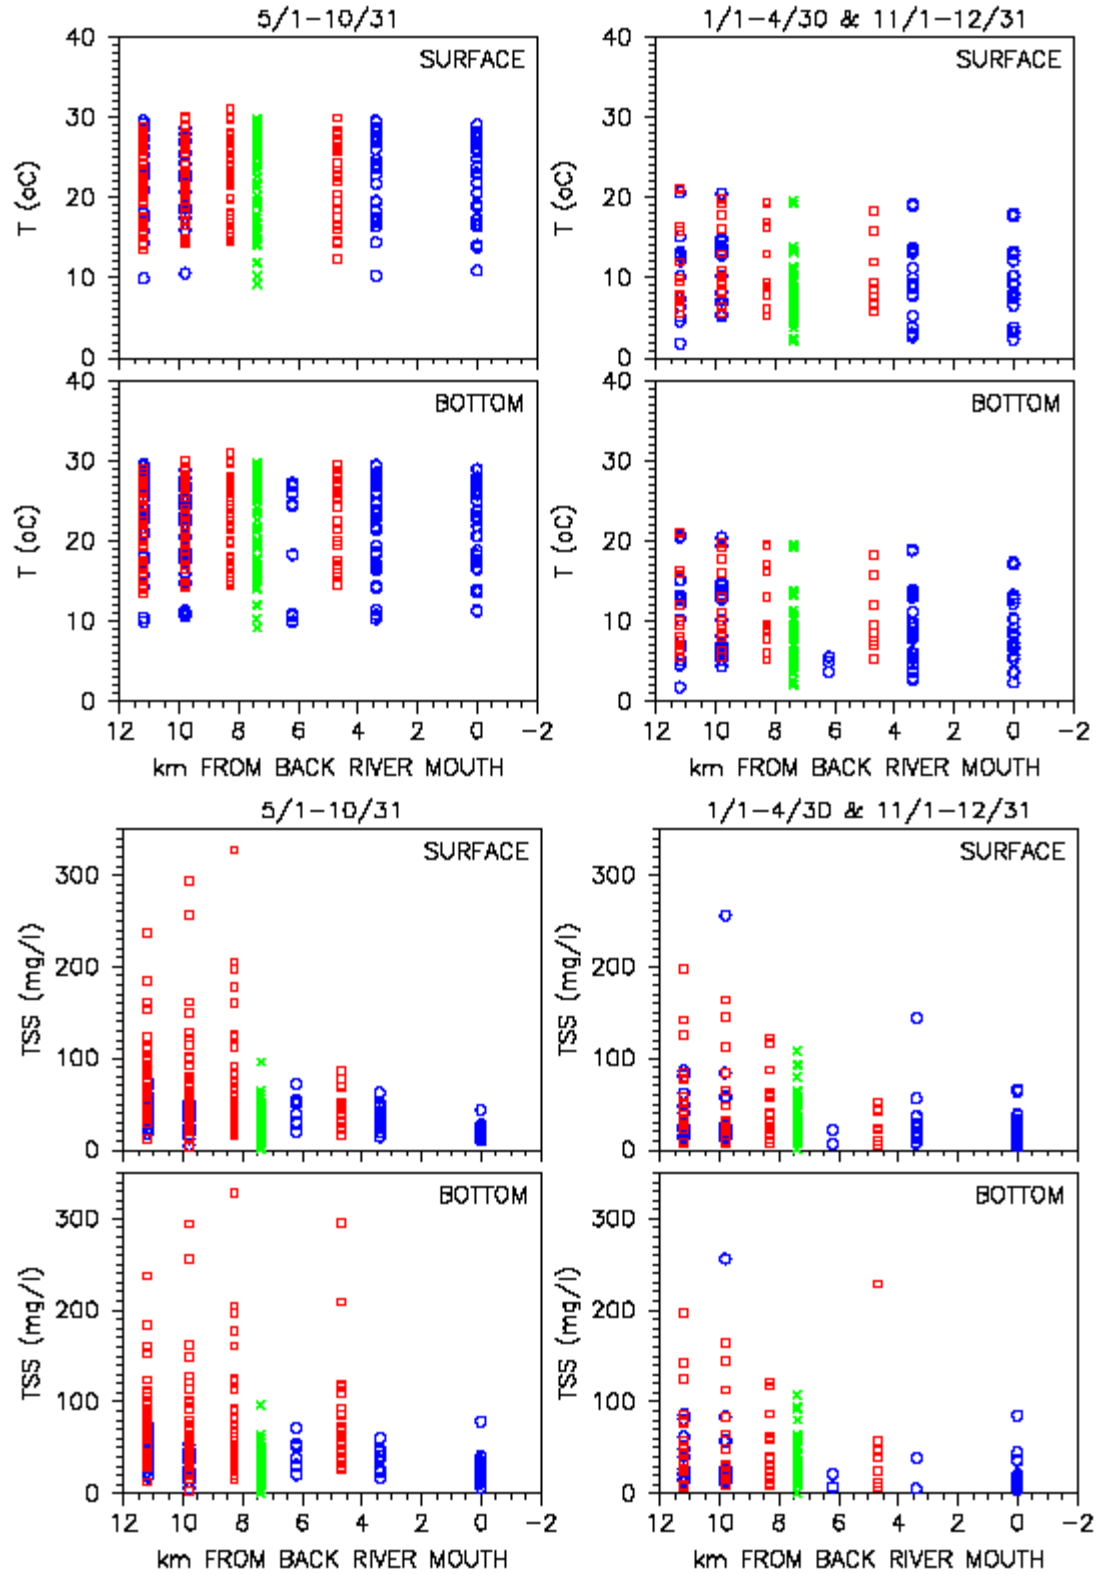 5/1-10/31
1/1-4/30 & 11/1-12/31
40
SURFACE
30
20
10
0
T (oC)
40
SURFACE
30
20
10
0
T (oC)
40
BOTTOM
30
20
10
0
T (oC)
12 10 8 6 4 2 0 -2
km FROM BACK RIVER MOUTH
40
BOTTOM
30
20
10
0
T (oC)
12 10 8 6 4 2 0 -2
km FROM BACK RIVER MOUTH
5/1-10/31
1/1-4/30 & 11/1-12/31
SURFACE
300
200
100
0
TSS (mg/l)
SURFACE
300
200
100
0
TSS (mg/l)
BOTTOM
300
200
100
0
TSS (mg/l)
12 10 8 6 4 2 0 -2
km FROM BACK RIVER MOUTH
BOTTOM
300
200
100
0
TSS (mg/l)
12 10 8 6 4 2 0 -2
km FROM BACK RIVER MOUTH